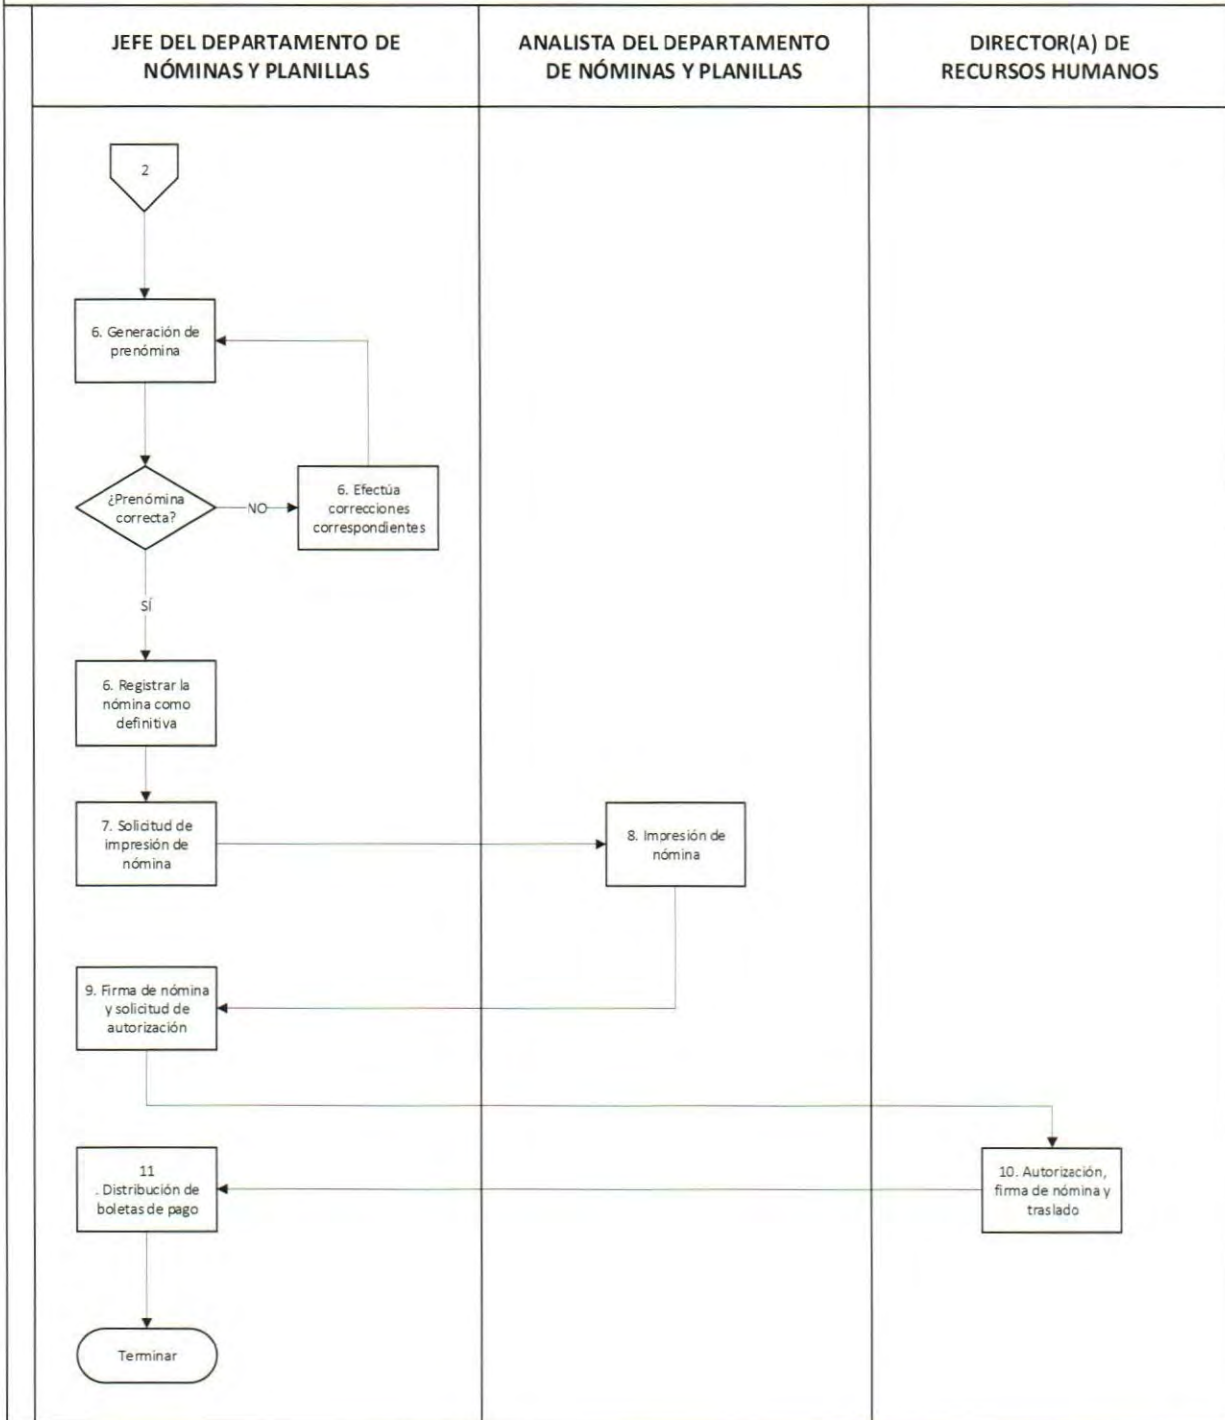 JEFE DEL DEPARTAMENTO DE
NÓMINAS Y PLANILLAS
ANALISTA DEL DEPARTAMENTO
DE NÓMINAS Y PLANILLAS
DIRECTOR(A) DE
RECURSOS HUMANOS
2
6. Generación de
prenómina
¿Prenómina
correcta?
NO
6. Efectúa
correcciones
correspondientes
SÍ
6. Registrar la
nómina como
definitiva
7. Solicitud de
impresión de
nómina
8. Impresión de
nómina
9. Firma de nómina
y solicitud de
autorización
10. Autorización,
firma de nómina y
traslado
11
. Distribución de
boletas de pago
Terminar